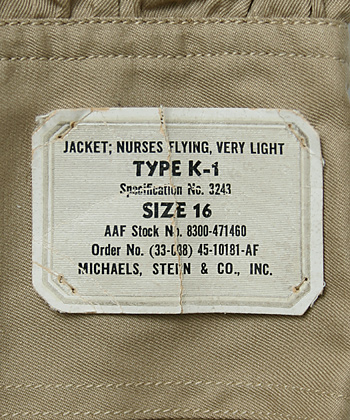 JACKET; NURSES FLYING, VERY LIGHT
TYPE K-1
Specification No. 3243
SIZE 16
AAF Stock No. 8300-471460
Order No. (33-038) 45-10181-AF
MICHAELS, STERN & CO., INC.